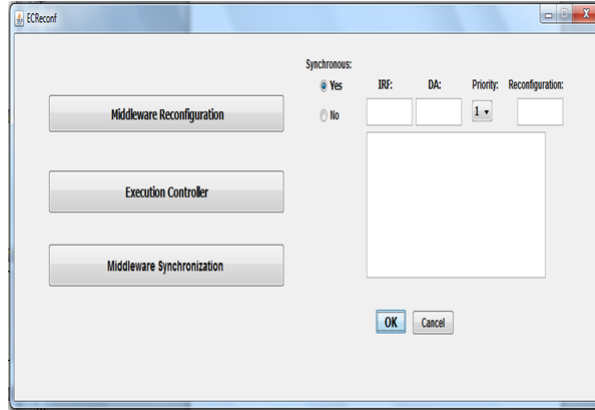 ECReconf
Synchronous:
Yes
IRF:
DA:
Priority:
Reconfiguration:
Middleware Reconfiguration
No
1
Execution Controller
Middleware Synchronization
OK
Cancel